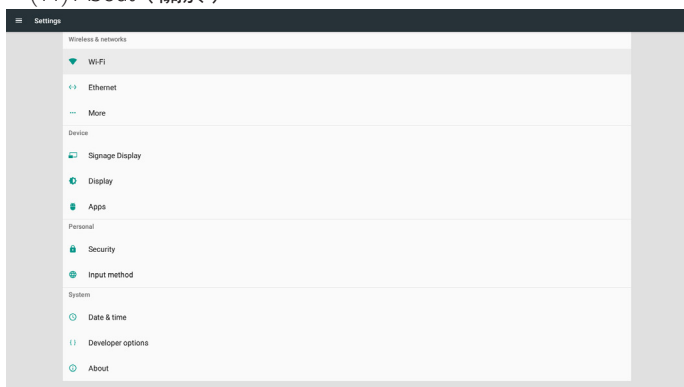 Settings
Wireless & networks
Wi-Fi
Ethernet
More
Device
Signage Display
Display
Apps
Personal
Security
Input method
System
Date & time
Developer options
About